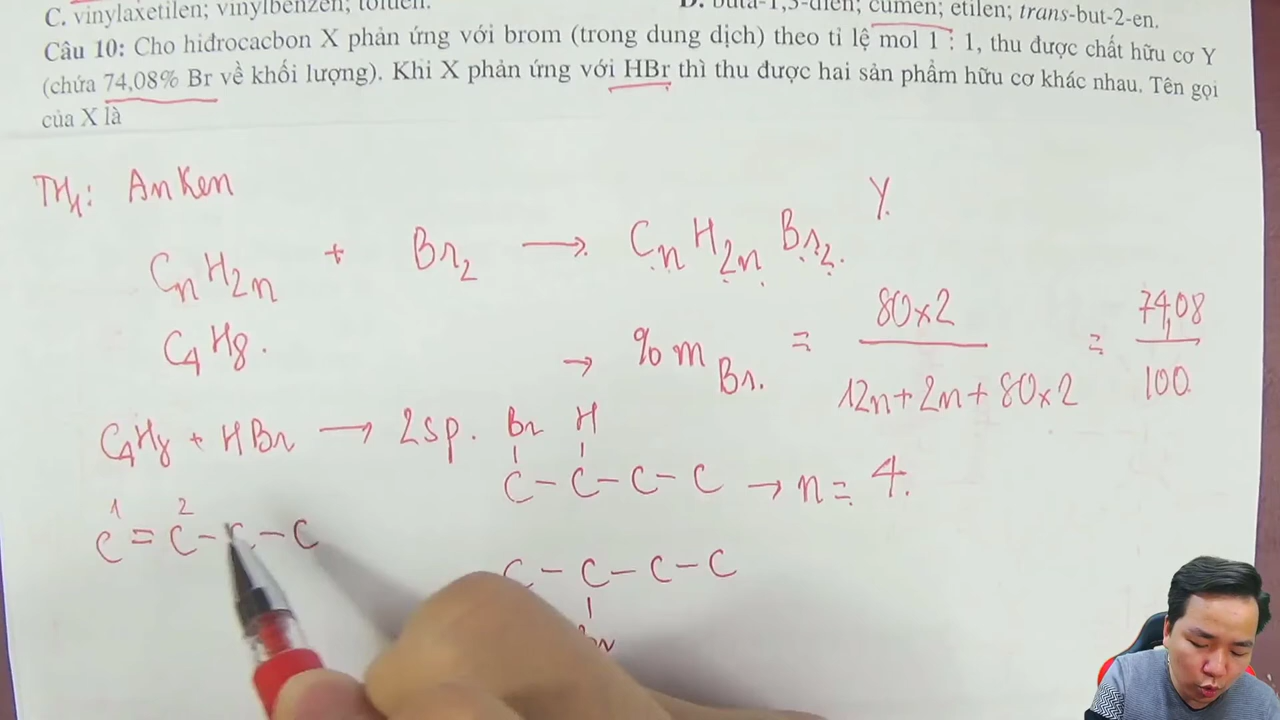 C. vinylaxetilen; vinylbenzen; toluen.
D. buta-1,3-dien; cumen; etilen; trans-but-2-en.
Câu 10: Cho hiđrocacbon X phản ứng với brom (trong dung dịch) theo tỉ lệ mol 1 : 1, thu được chất hữu cơ Y
(chứa 74,08% Br về khối lượng). Khi X phản ứng với HBr thì thu được hai sản phẩm hữu cơ khác nhau. Tên gọi
của X là
TH1: Anken
Y
CnH2n + Br2 → CnH2nBr2.
C4H8.
→ %mBr. = 80x2 / 12n+2n+80x2 = 74,08 / 100
C4H8 + HBr → 2sp.
Br H
C - C - C - C → n = 4.
1 2
C = C - C - C
C - C - C - C